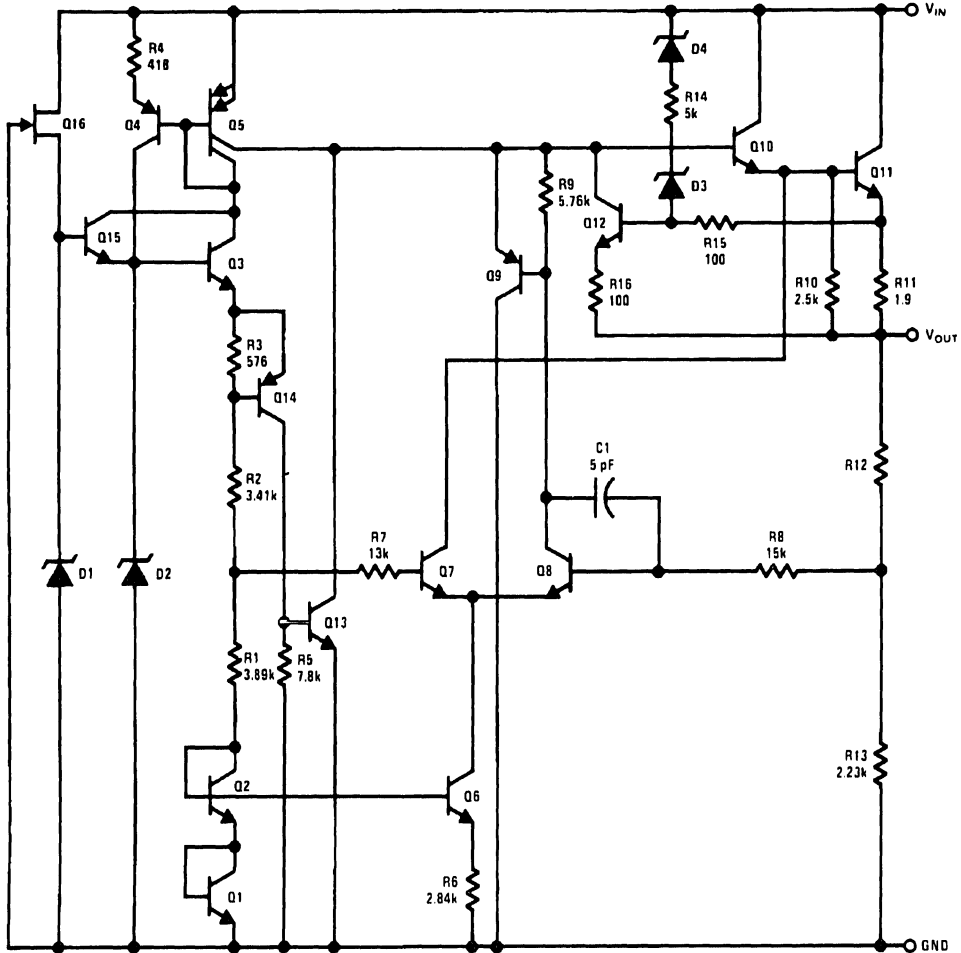 V_IN
R4
418
D4
Q16
Q4
Q5
R14
5k
Q10
Q11
R9
5.76k
D3
Q15
Q12
R15
100
Q3
Q9
R16
100
R10
2.5k
R11
1.9
R3
576
V_OUT
Q14
C1
5 pF
R12
R2
3.41k
R7
13k
R8
15k
D1
D2
Q7
Q8
Q13
R1
3.89k
R5
7.8k
R13
2.23k
Q2
Q6
Q1
R6
2.84k
GND